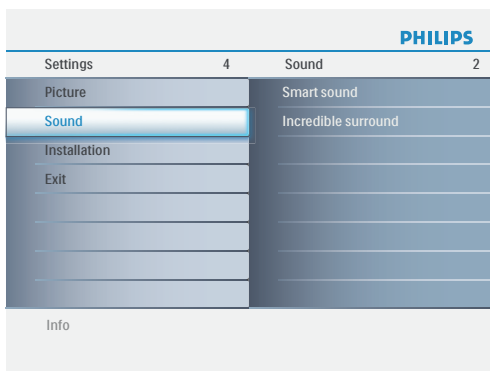 PHILIPS
Settings 4 Sound 2
Picture Smart sound
Sound Incredible surround
Installation
Exit
Info